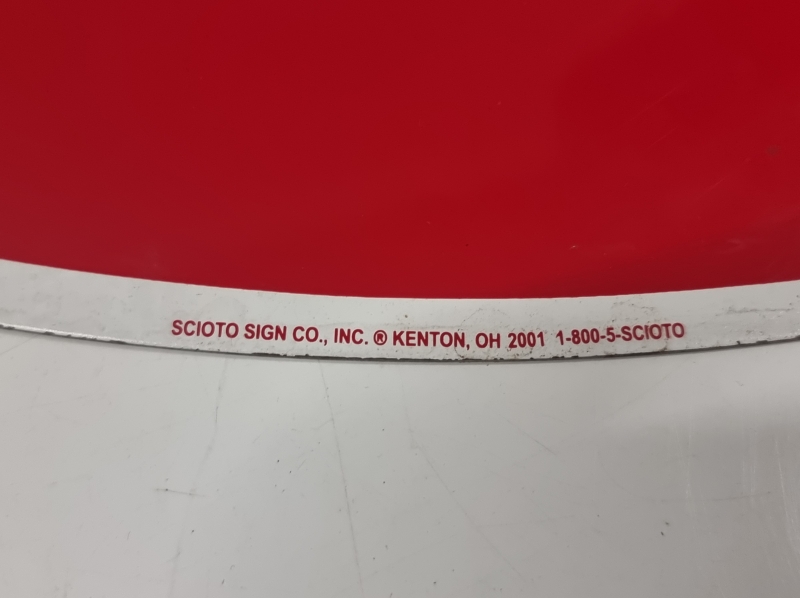 SCIOTO SIGN CO., INC. ® KENTON, OH 2001 1-800-5-SCIOTO